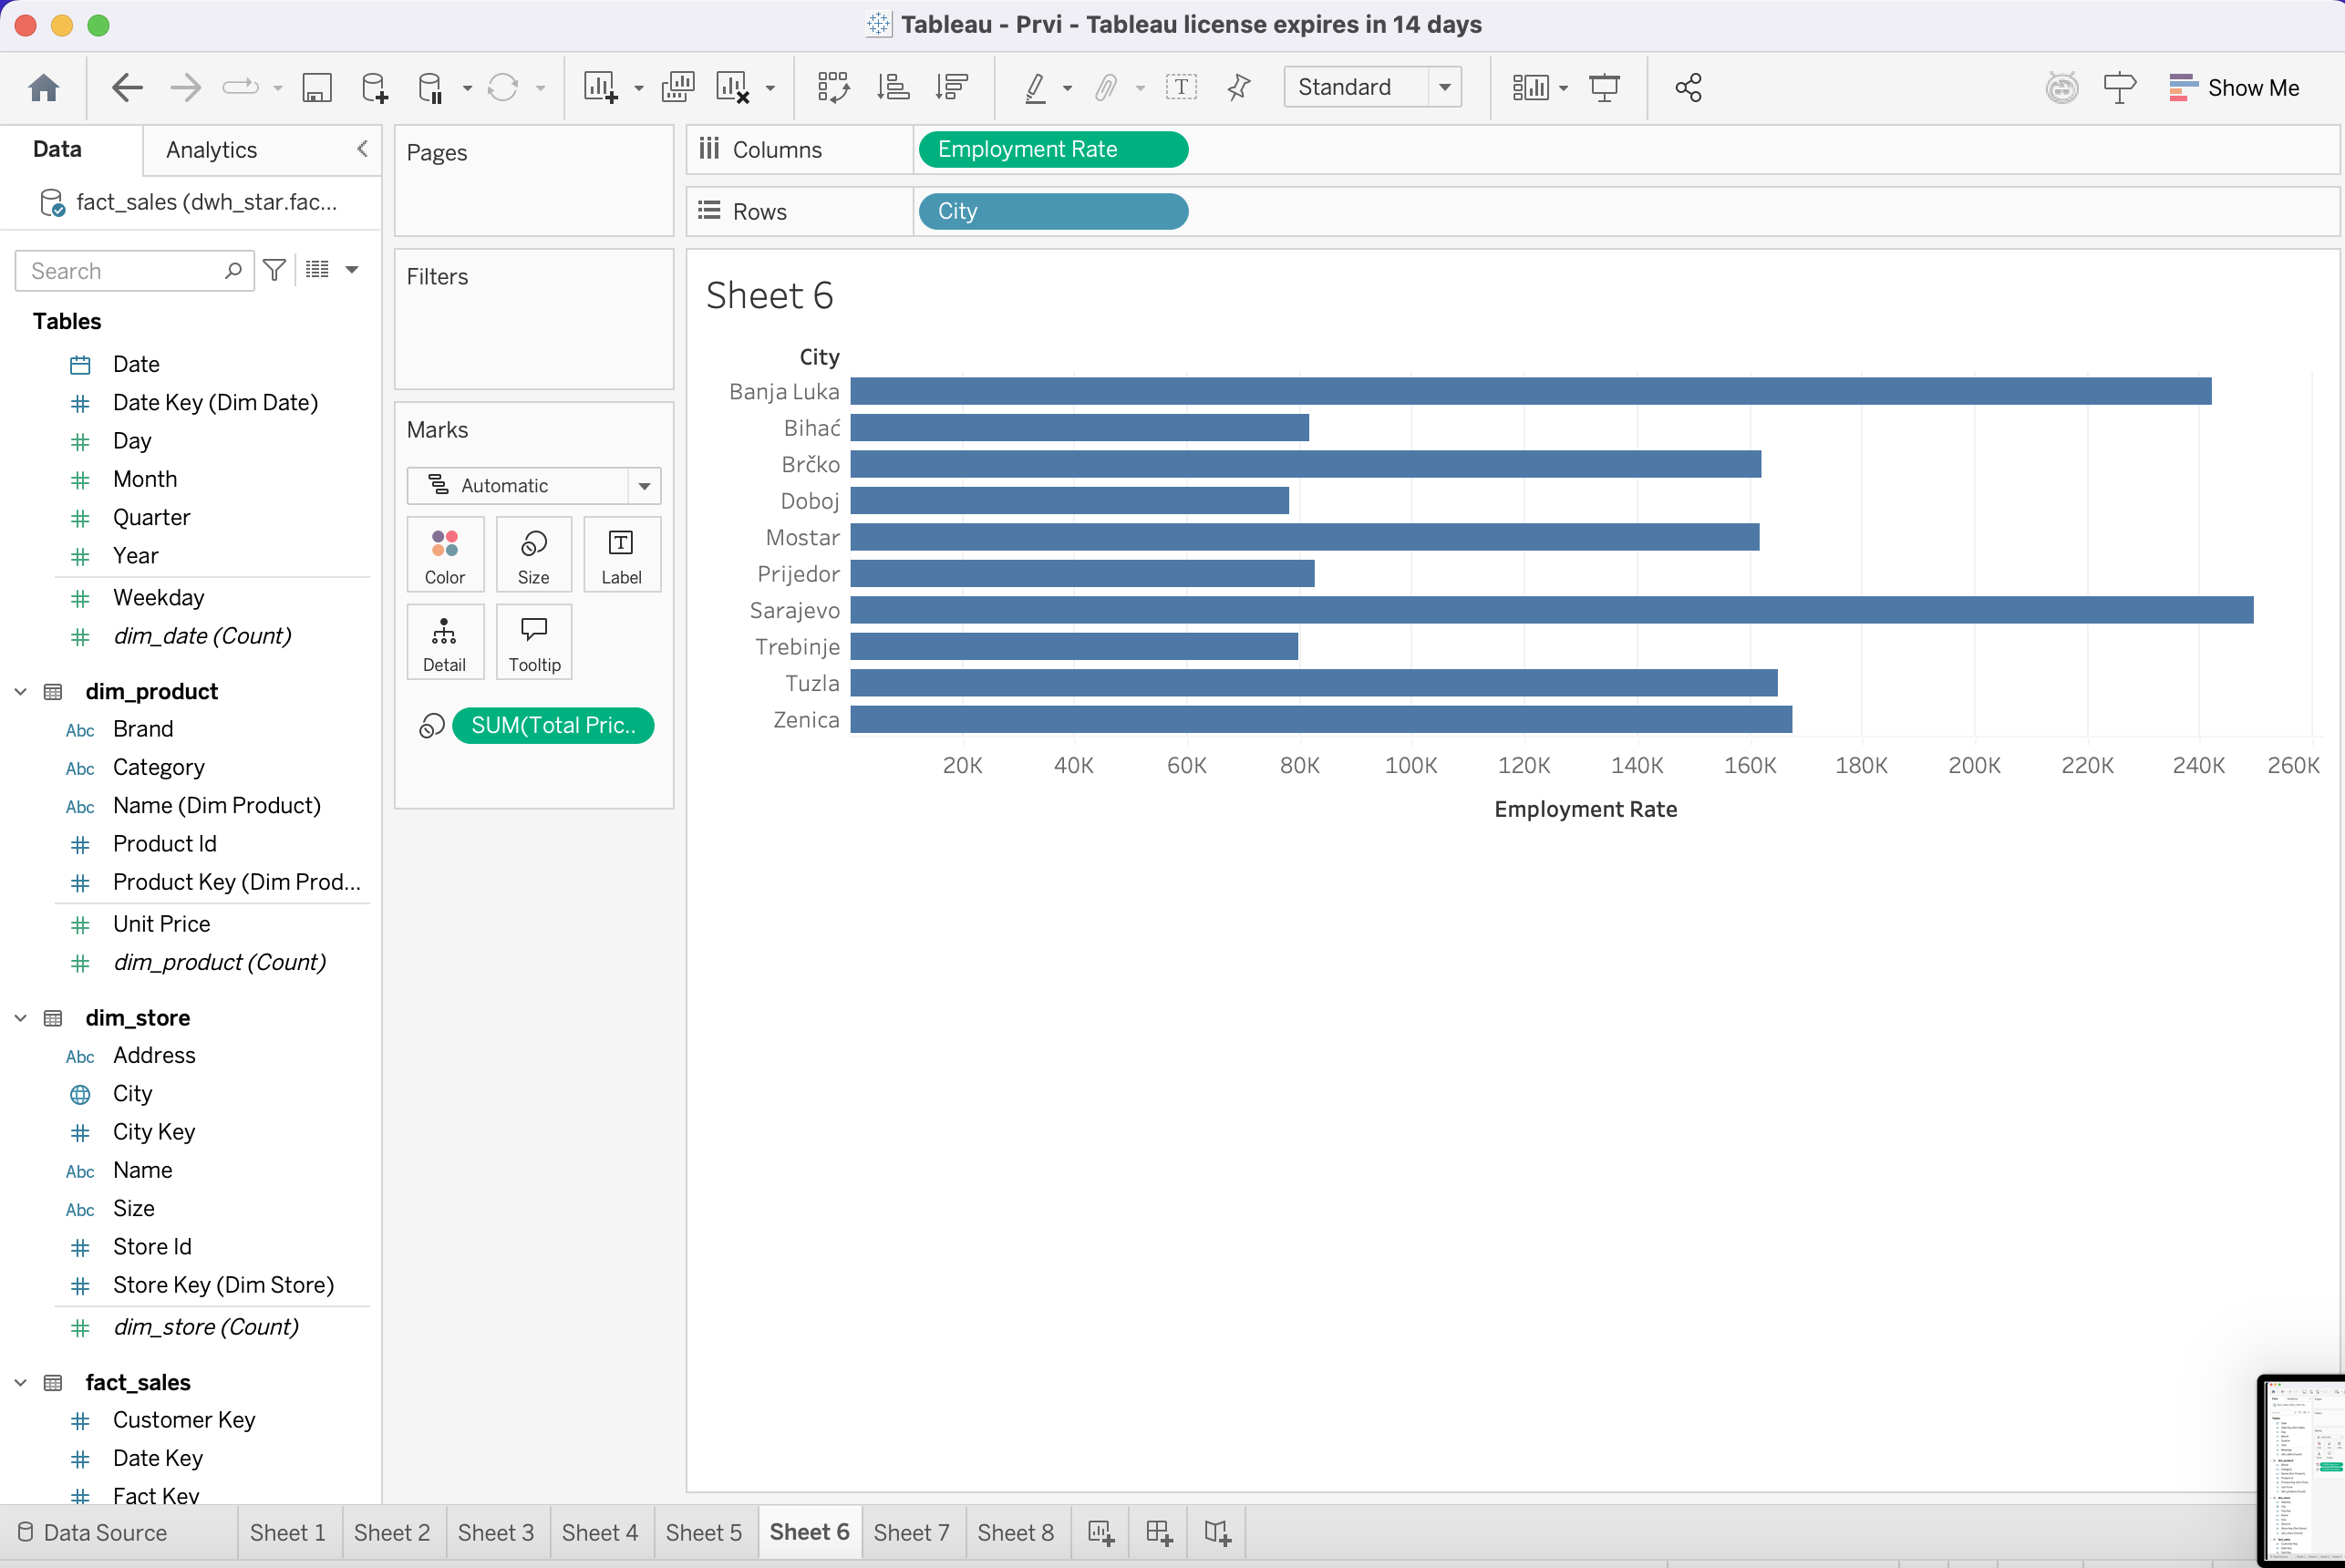 Tableau - Prvi - Tableau license expires in 14 days
Standard
Show Me
Data
Analytics
fact_sales (dwh_star.fac...
Search
Tables
Date
Date Key (Dim Date)
Day
Month
Quarter
Year
Weekday
dim_date (Count)
dim_product
Abc Brand
Abc Category
Abc Name (Dim Product)
Product Id
Product Key (Dim Prod...
Unit Price
dim_product (Count)
dim_store
Abc Address
City
City Key
Abc Name
Abc Size
Store Id
Store Key (Dim Store)
dim_store (Count)
fact_sales
Customer Key
Date Key
Fact Key
Pages
Filters
Marks
Automatic
Color
Size
Label
Detail
Tooltip
SUM(Total Pric..
Columns
Employment Rate
Rows
City
Sheet 6
City
Banja Luka
Bihać
Brčko
Doboj
Mostar
Prijedor
Sarajevo
Trebinje
Tuzla
Zenica
20K 40K 60K 80K 100K 120K 140K 160K 180K 200K 220K 240K 260K
Employment Rate
Data Source
Sheet 1
Sheet 2
Sheet 3
Sheet 4
Sheet 5
Sheet 6
Sheet 7
Sheet 8